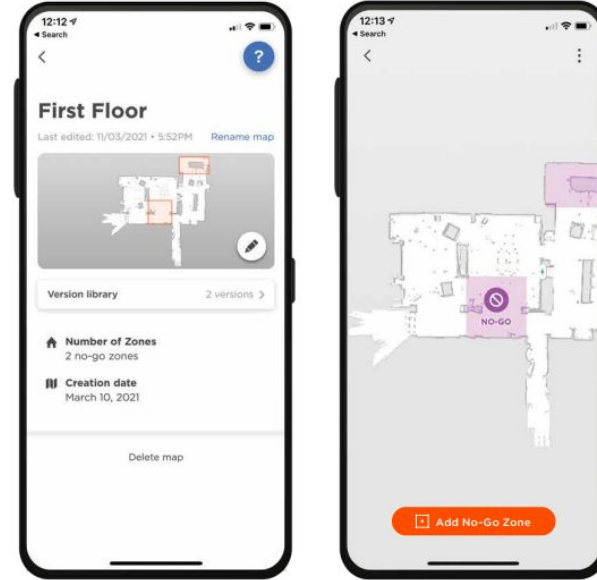 12:12
◀ Search
?
First Floor
Last edited: 11/03/2021 • 5:52PM Rename map
Version library 2 versions >
Number of Zones
2 no-go zones
Creation date
March 10, 2021
Delete map
12:13
◀ Search
NO-GO
Add No-Go Zone